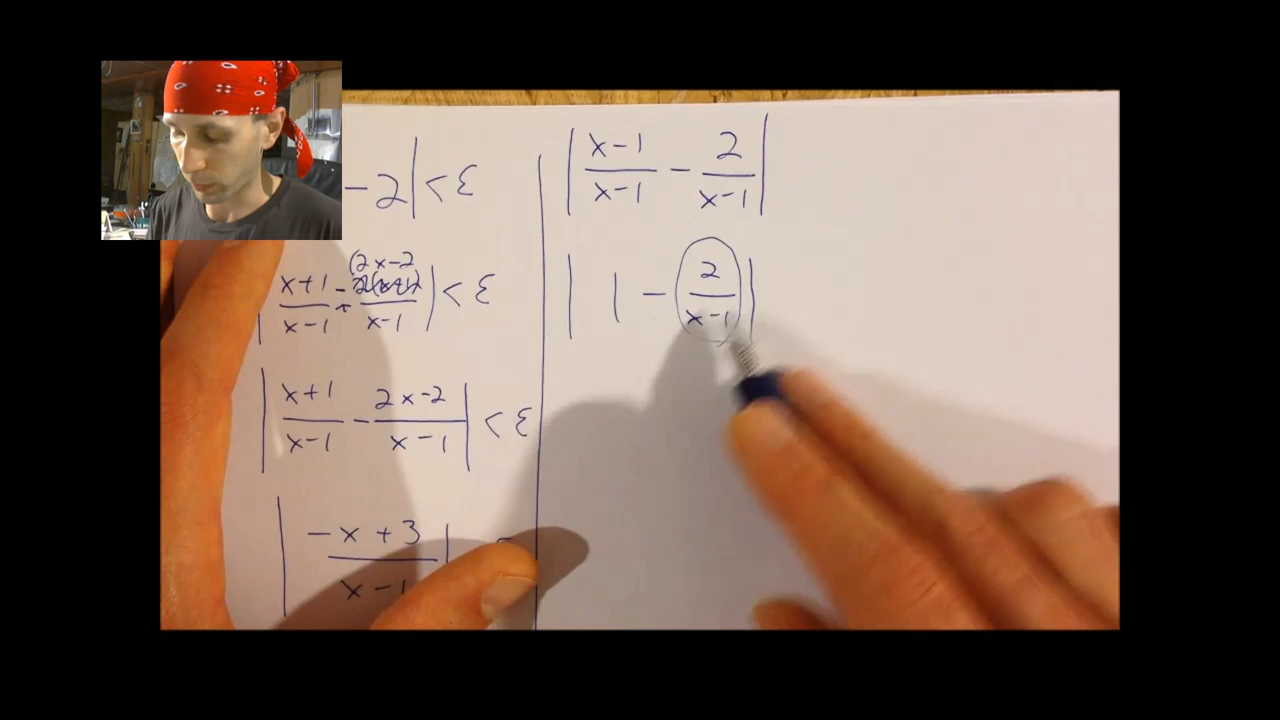 - 2| < ε
|x+1/x-1 - (2x-2/x-1| < ε
|x+1/x-1 - 2x-2/x-1| < ε
|-x+3/x-1|
|x-1/x-1 - 2/x-1|
|1 - 2/x-1|